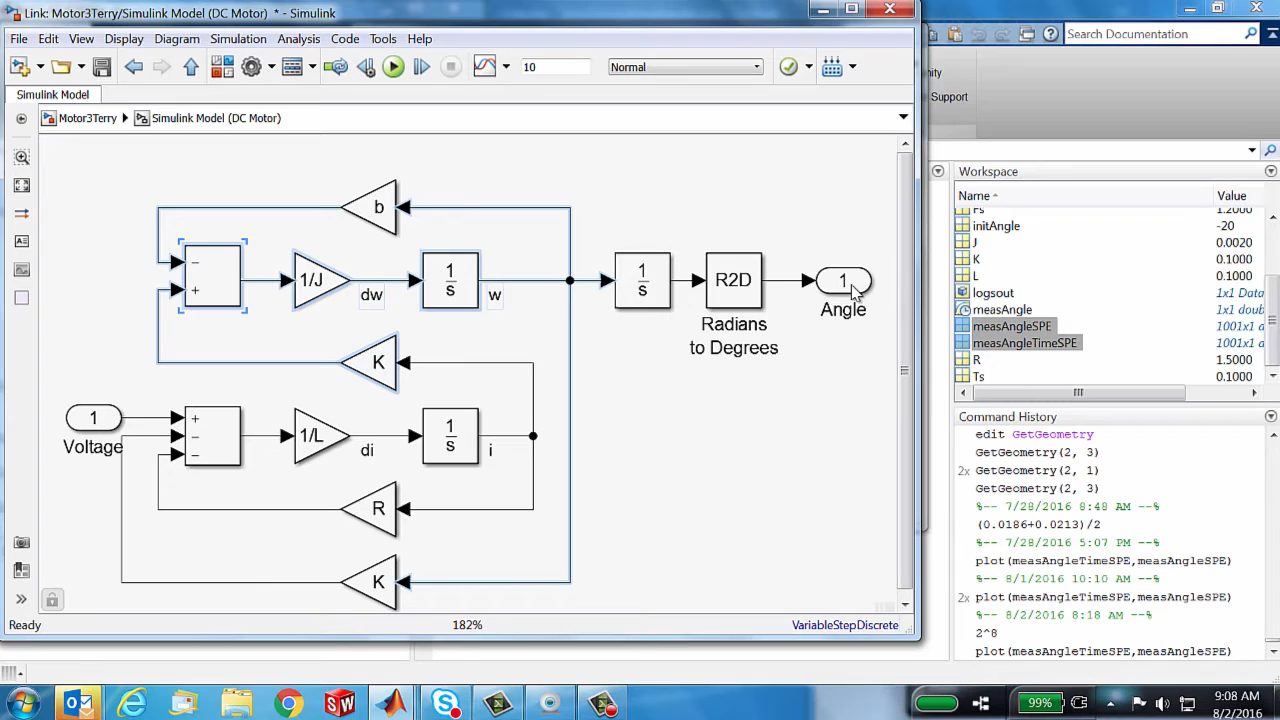 Link: Motor3Terry/Simulink Model (DC Motor) * - Simulink
File Edit View Display Diagram Simulation Analysis Code Tools Help
10
Normal
Simulink Model
Motor3Terry
Simulink Model (DC Motor)
b
−
+
1/J
dw
1
s
w
1
s
R2D
Radians
to Degrees
1
Angle
K
1
Voltage
+
−
−
1/L
di
1
s
i
R
K
Ready
182%
VariableStepDiscrete
Search Documentation
Support
Workspace
Name
Value
Fs 1.2000
initAngle -20
J 0.0020
K 0.1000
L 0.1000
logsout 1x1 Data
measAngle 1x1 doub
measAngleSPE 1001x1 d
measAngleTimeSPE 1001x1 d
R 1.5000
Ts 0.1000
Command History
edit GetGeometry
GetGeometry(2, 3)
2x GetGeometry(2, 1)
GetGeometry(2, 3)
%-- 7/28/2016 8:48 AM --%
(0.0186+0.0213)/2
%-- 7/28/2016 5:07 PM --%
plot(measAngleTimeSPE,measAngleSPE)
%-- 8/1/2016 10:10 AM --%
2x plot(measAngleTimeSPE,measAngleSPE)
%-- 8/2/2016 8:18 AM --%
2^8
plot(measAngleTimeSPE,measAngleSPE)
99%
9:08 AM
8/2/2016